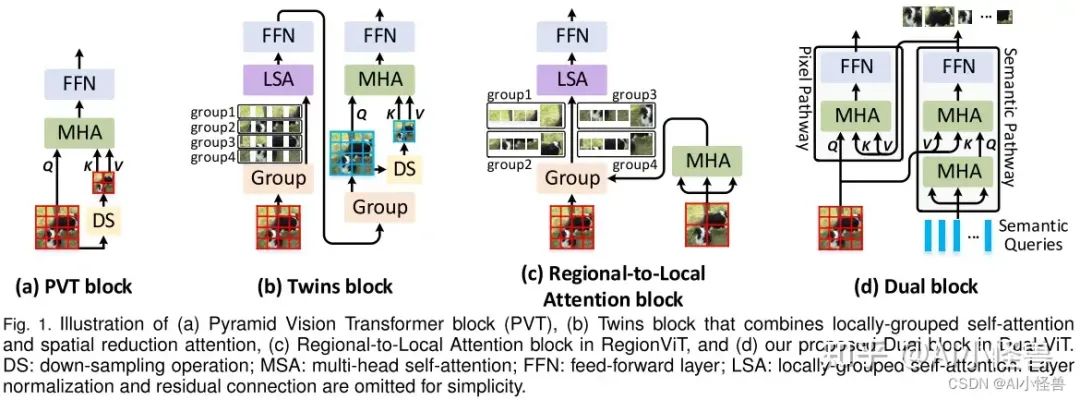 FFN
MHA
Q
K
V
DS
(a) PVT block
FFN
LSA
group1
group2
group3
group4
Group
FFN
MHA
Q
K
V
DS
Group
(b) Twins block
FFN
LSA
group1
group3
group2
group4
Group
MHA
(c) Regional-to-Local
Attention block
Pixel Pathway
FFN
MHA
Q
K
V
Semantic Pathway
FFN
MHA
V
K
Q
MHA
...
...
Semantic
Queries
(d) Dual block
Fig. 1. Illustration of (a) Pyramid Vision Transformer block (PVT), (b) Twins block that combines locally-grouped self-attention
and spatial reduction attention, (c) Regional-to-Local Attention block in RegionViT, and (d) our proposed Dual block in Dual-ViT.
DS: down-sampling operation; MSA: multi-head self-attention; FFN: feed-forward layer; LSA: locally-grouped self-attention. Layer
normalization and residual connection are omitted for simplicity.
知乎 @AI小怪兽
CSDN @AI小怪兽